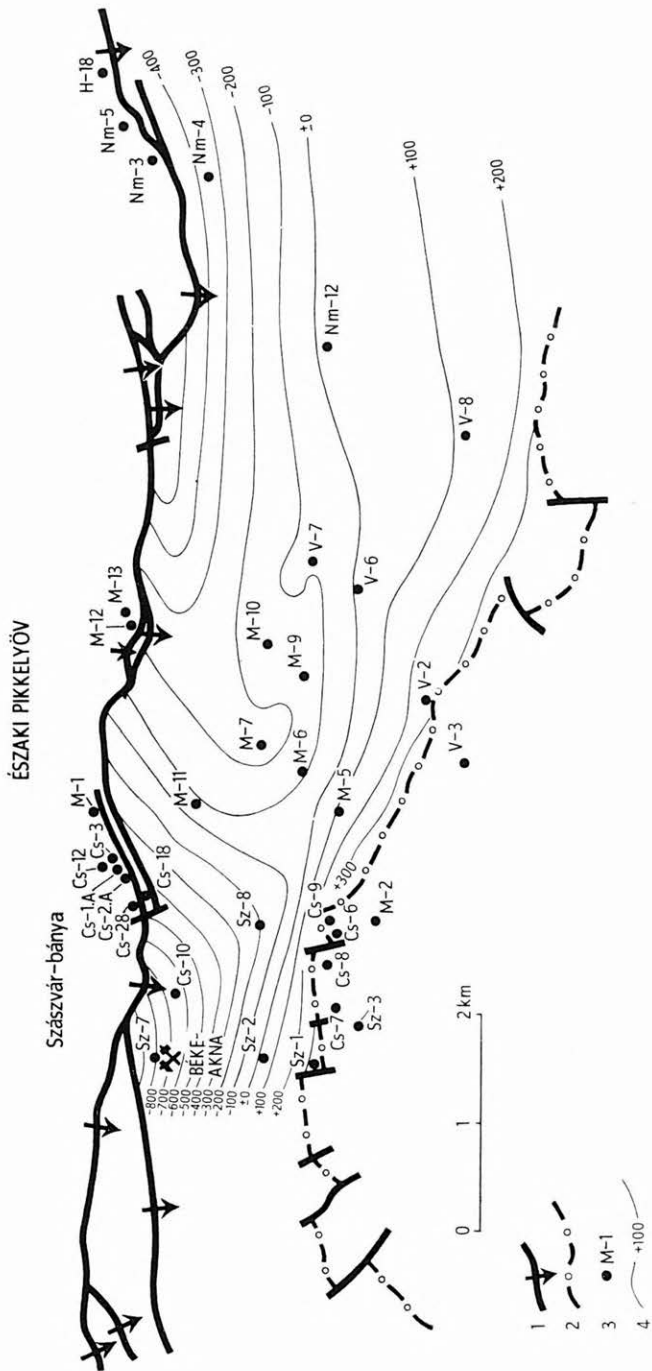 ÉSZAKI PIKKELYÖV
Szászvár-bánya
H-18
Nm-5
Nm-3
Nm-4
Nm-12
M-13
M-12
M-10
M-9
M-7
M-6
M-11
M-5
M-1
Cs-3
Cs-12
Cs-1.A
Cs-2.A
Cs-28
Cs-18
Cs-10
Sz-7
BÉKE-
AKNA
Sz-8
Sz-2
Sz-1
Sz-3
Cs-9
Cs-6
Cs-8
Cs-7
M-2
V-7
V-6
V-8
V-2
V-3
-400
-300
-200
-100
±0
+100
+200
+300
-800
-700
-600
-500
-400
-300
-200
-100
±0
+100
+200
0 1 2 km
1
2
3 M-1
4 +100